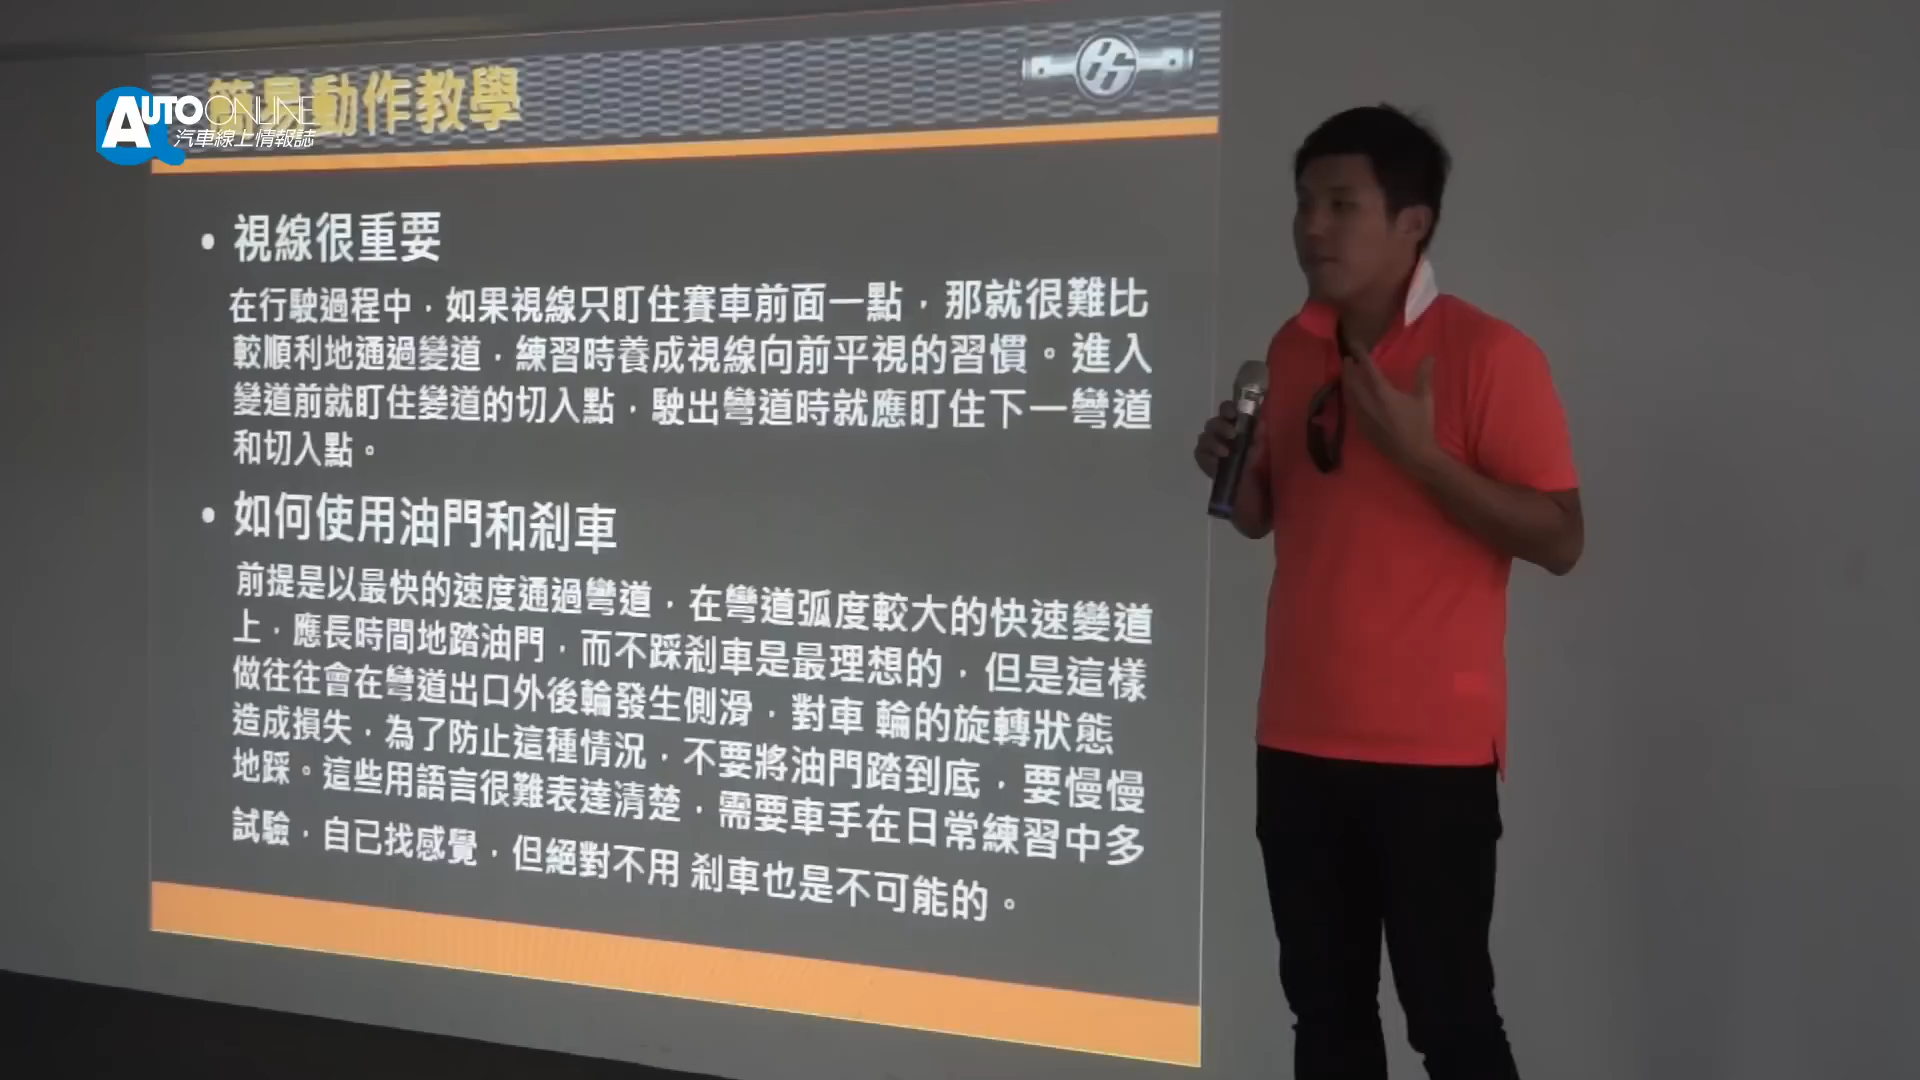 簡易動作教學
AUTO ONLINE
汽車線上情報誌
• 視線很重要
在行駛過程中，如果視線只盯住賽車前面一點，那就很難比
較順利地通過變道，練習時養成視線向前平視的習慣。進入
變道前就盯住變道的切入點，駛出彎道時就應盯住下一彎道
和切入點。
• 如何使用油門和剎車
前提是以最快的速度通過彎道，在彎道弧度較大的快速變道
上，應長時間地踏油門，而不踩剎車是最理想的，但是這樣
做往往會在彎道出口外後輪發生側滑，對車 輪的旋轉狀態
造成損失，為了防止這種情況，不要將油門踏到底，要慢慢
地踩。這些用語言很難表達清楚，需要車手在日常練習中多
試驗，自已找感覺，但絕對不用 剎車也是不可能的。